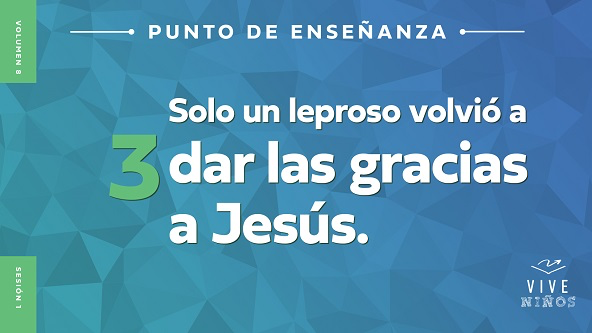 VOLUMEN 8
PUNTO DE ENSEÑANZA
3
Solo un leproso volvió a
dar las gracias
a Jesús.
SESIÓN 1
VIVE
NIÑOS